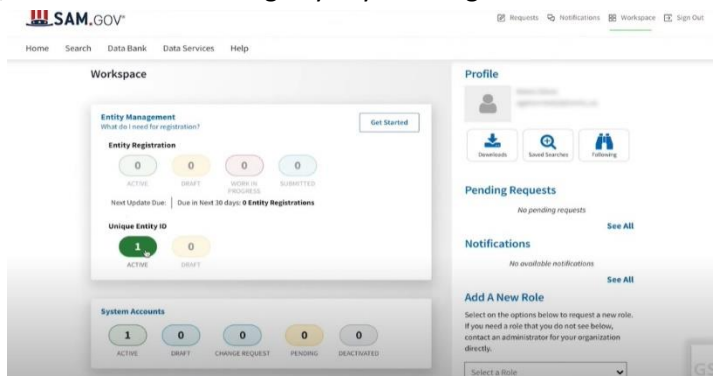 SAM.GOV®
Requests Notifications Workspace Sign Out
Home Search Data Bank Data Services Help
Workspace
Entity Management
What do I need for registration?
Get Started
Entity Registration
0 0 0 0
ACTIVE DRAFT WORK IN PROGRESS SUBMITTED
Next Update Due: Due in Next 30 days: 0 Entity Registrations
Unique Entity ID
1 0
ACTIVE DRAFT
System Accounts
1 0 0 0 0
ACTIVE DRAFT CHANGE REQUEST PENDING DEACTIVATED
Profile
Downloads Saved Searches Following
Pending Requests
No pending requests
See All
Notifications
No available notifications
See All
Add A New Role
Select on the options below to request a new role.
If you need a role that you do not see below,
contact an administrator for your organization
directly.
Select a Role
GS